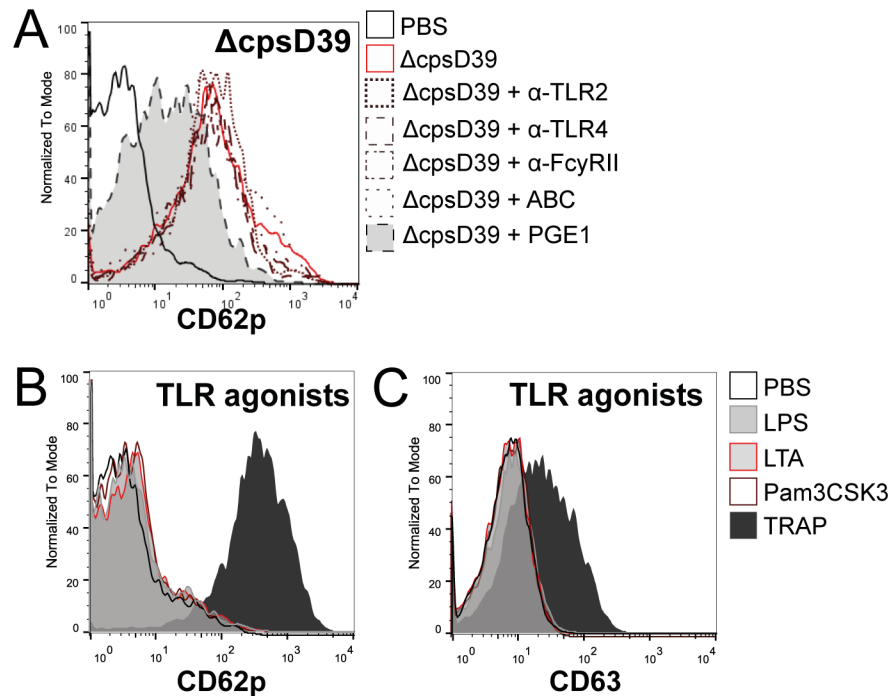 A
ΔcpsD39
Normalized To Mode
100
80
60
40
20
0
10⁰ 10¹ 10² 10³ 10⁴
CD62p
PBS
ΔcpsD39
ΔcpsD39 + α-TLR2
ΔcpsD39 + α-TLR4
ΔcpsD39 + α-FcyRII
ΔcpsD39 + ABC
ΔcpsD39 + PGE1
B
TLR agonists
Normalized To Mode
100
80
60
40
20
0
10⁰ 10¹ 10² 10³ 10⁴
CD62p
C
TLR agonists
Normalized To Mode
100
80
60
40
20
0
10⁰ 10¹ 10² 10³ 10⁴
CD63
PBS
LPS
LTA
Pam3CSK3
TRAP